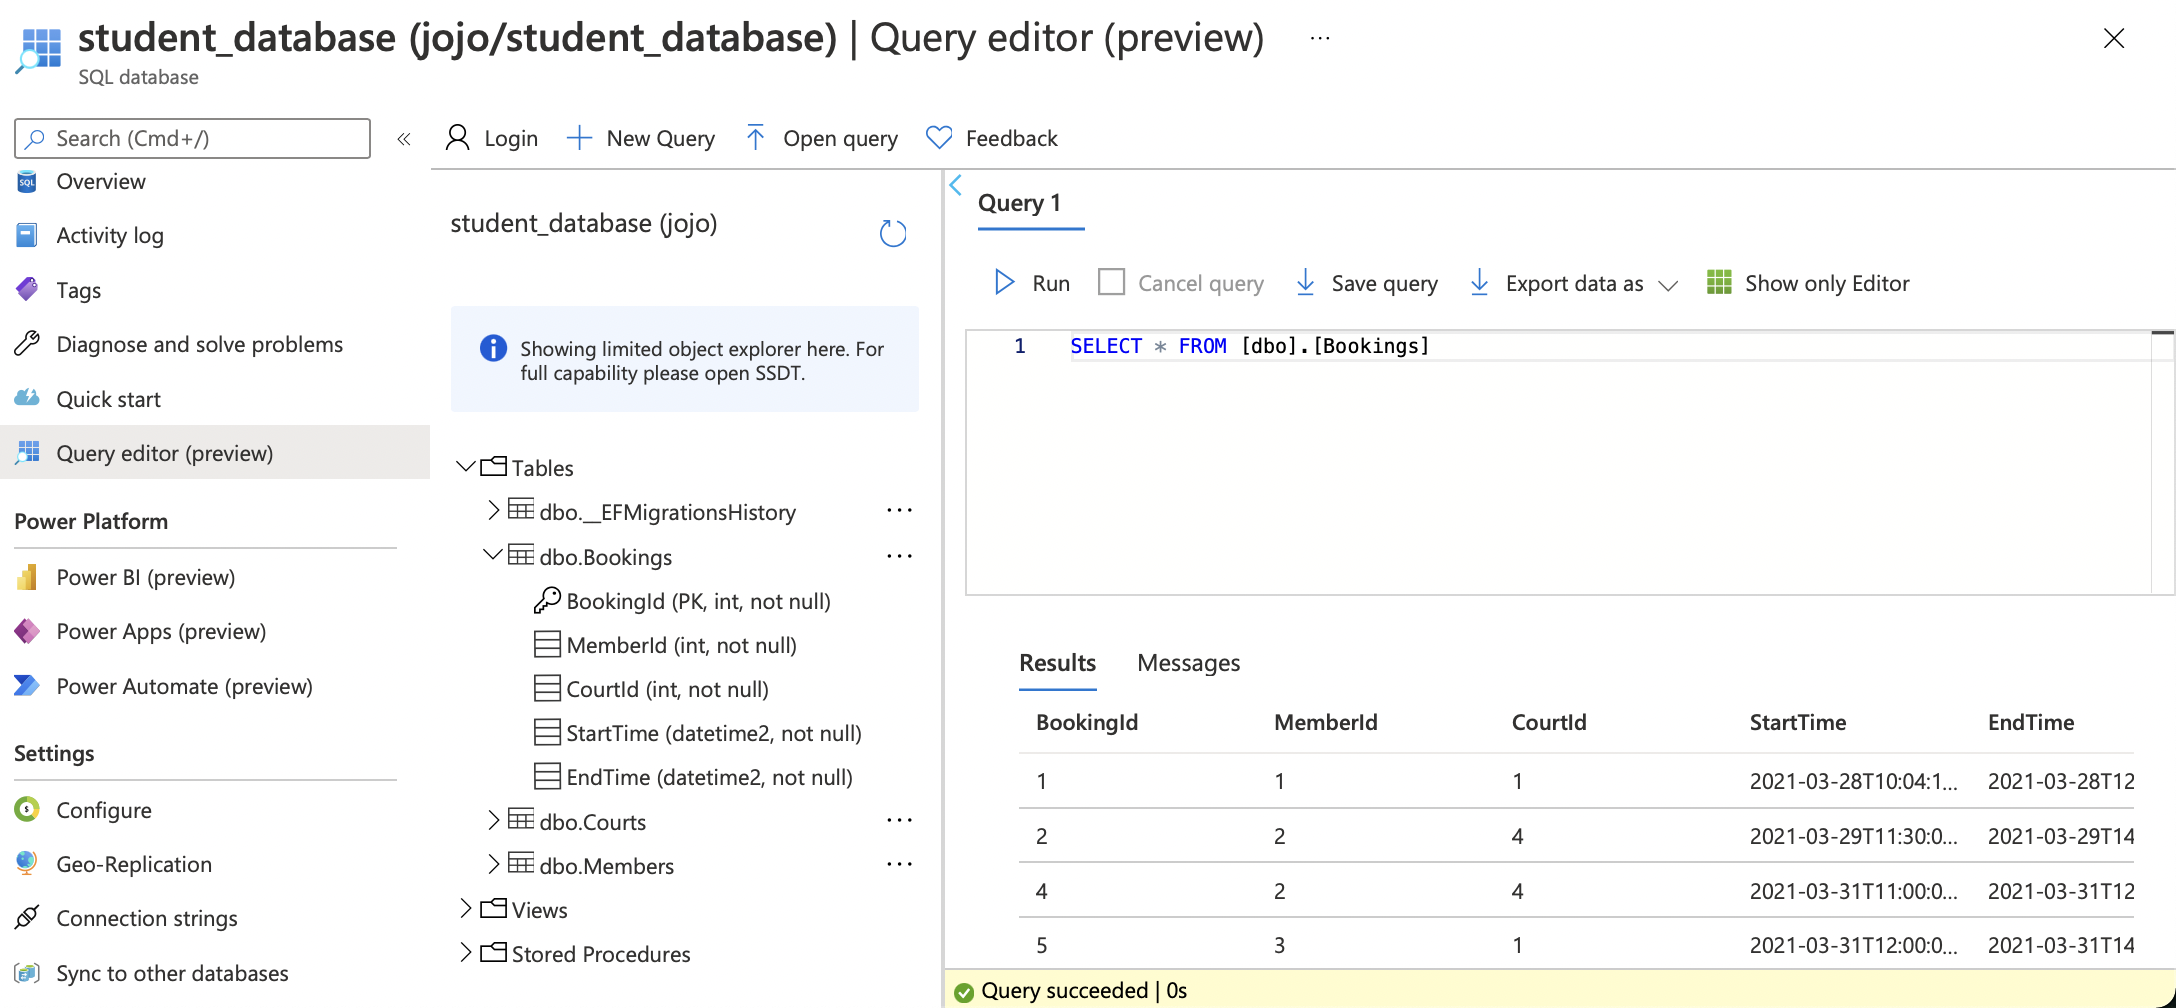 student_database (jojo/student_database) | Query editor (preview) ...
SQL database
Search (Cmd+/)
«
Overview
Activity log
Tags
Diagnose and solve problems
Quick start
Query editor (preview)
Power Platform
Power BI (preview)
Power Apps (preview)
Power Automate (preview)
Settings
Configure
Geo-Replication
Connection strings
Sync to other databases
Login New Query Open query Feedback
student_database (jojo)
Showing limited object explorer here. For
full capability please open SSDT.
Tables
dbo.__EFMigrationsHistory ...
dbo.Bookings ...
BookingId (PK, int, not null)
MemberId (int, not null)
CourtId (int, not null)
StartTime (datetime2, not null)
EndTime (datetime2, not null)
dbo.Courts ...
dbo.Members ...
Views
Stored Procedures
Query 1
Run Cancel query Save query Export data as Show only Editor
1 SELECT * FROM [dbo].[Bookings]
Results Messages
BookingId MemberId CourtId StartTime EndTime
1 1 1 2021-03-28T10:04:1... 2021-03-28T12
2 2 4 2021-03-29T11:30:0... 2021-03-29T14
4 2 4 2021-03-31T11:00:0... 2021-03-31T12
5 3 1 2021-03-31T12:00:0... 2021-03-31T14
Query succeeded | 0s